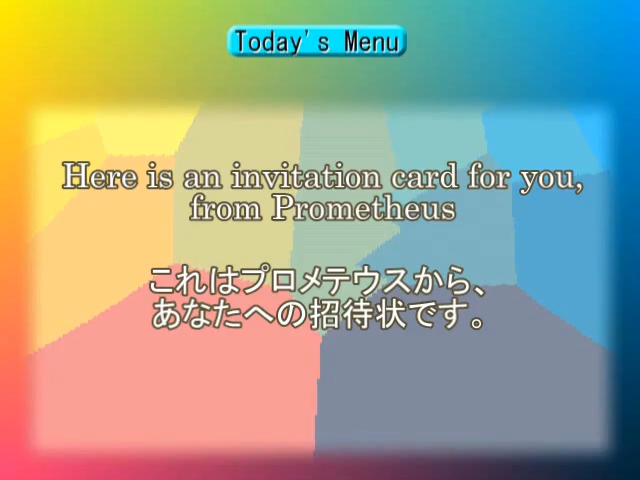 Today's Menu
Here is an invitation card for you,
from Prometheus
これはプロメテウスから、
あなたへの招待状です。